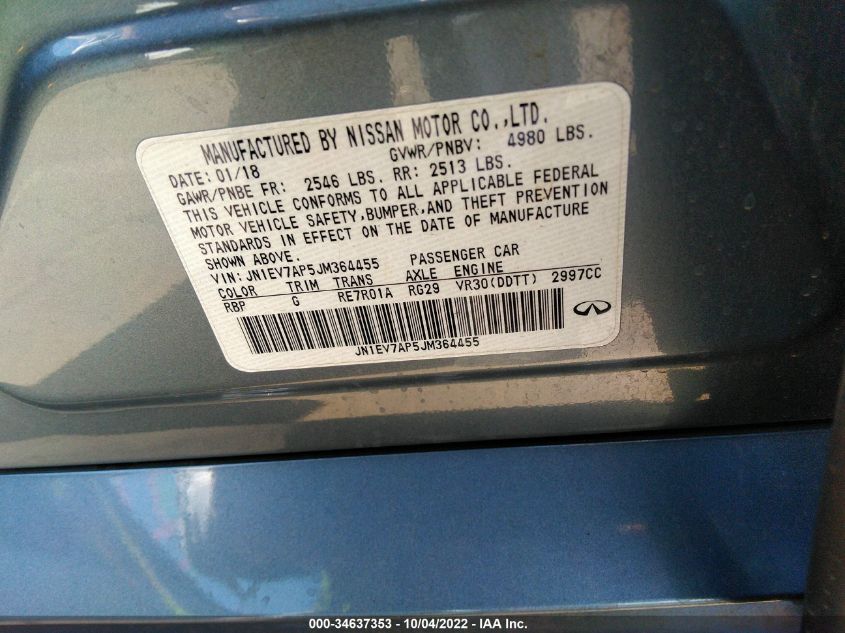 MANUFACTURED BY NISSAN MOTOR CO.,LTD.
DATE: 01/18 GVWR/PNBV: 4980 LBS.
GAWR/PNBE FR: 2546 LBS. RR: 2513 LBS.
THIS VEHICLE CONFORMS TO ALL APPLICABLE FEDERAL
MOTOR VEHICLE SAFETY,BUMPER,AND THEFT PREVENTION
STANDARDS IN EFFECT ON THE DATE OF MANUFACTURE
SHOWN ABOVE.
VIN: JN1EV7AP5JM364455 PASSENGER CAR
COLOR TRIM TRANS AXLE ENGINE
RBP G RE7R01A RG29 VR30(DDTT) 2997CC
JN1EV7AP5JM364455
000-34637353 - 10/04/2022 - IAA Inc.